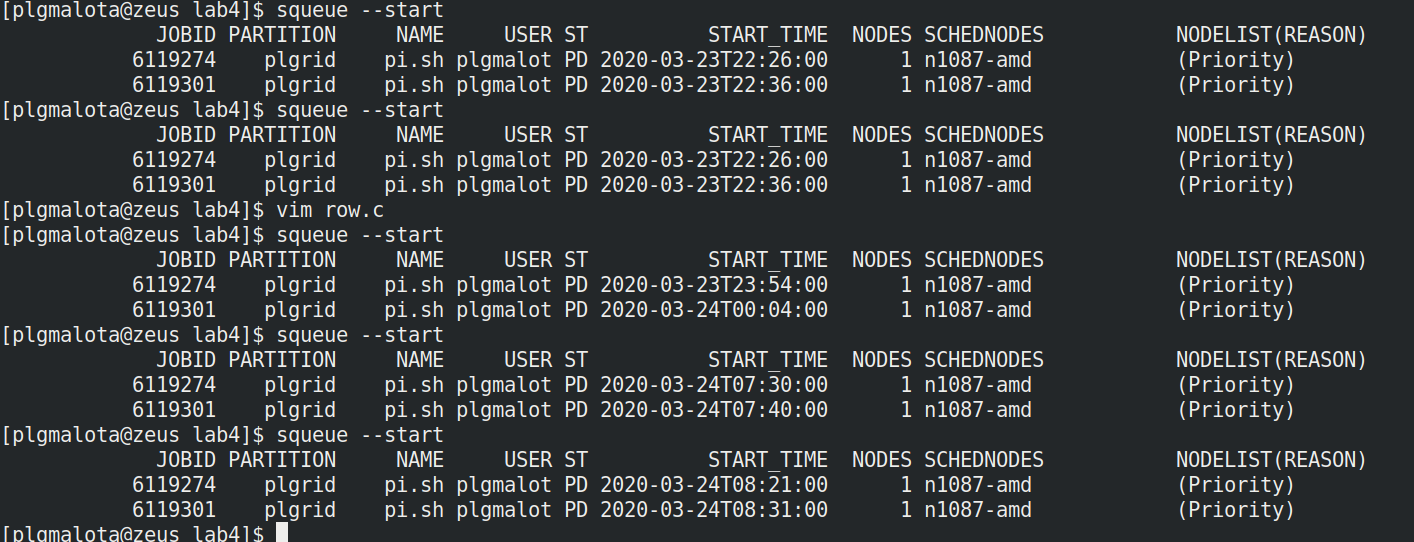 [plgmalota@zeus lab4]$ squeue --start
             JOBID PARTITION     NAME     USER ST          START_TIME  NODES SCHEDNODES           NODELIST(REASON)
           6119274    plgrid    pi.sh plgmalot PD 2020-03-23T22:26:00      1 n1087-amd            (Priority)
           6119301    plgrid    pi.sh plgmalot PD 2020-03-23T22:36:00      1 n1087-amd            (Priority)
[plgmalota@zeus lab4]$ squeue --start
             JOBID PARTITION     NAME     USER ST          START_TIME  NODES SCHEDNODES           NODELIST(REASON)
           6119274    plgrid    pi.sh plgmalot PD 2020-03-23T22:26:00      1 n1087-amd            (Priority)
           6119301    plgrid    pi.sh plgmalot PD 2020-03-23T22:36:00      1 n1087-amd            (Priority)
[plgmalota@zeus lab4]$ vim row.c
[plgmalota@zeus lab4]$ squeue --start
             JOBID PARTITION     NAME     USER ST          START_TIME  NODES SCHEDNODES           NODELIST(REASON)
           6119274    plgrid    pi.sh plgmalot PD 2020-03-23T23:54:00      1 n1087-amd            (Priority)
           6119301    plgrid    pi.sh plgmalot PD 2020-03-24T00:04:00      1 n1087-amd            (Priority)
[plgmalota@zeus lab4]$ squeue --start
             JOBID PARTITION     NAME     USER ST          START_TIME  NODES SCHEDNODES           NODELIST(REASON)
           6119274    plgrid    pi.sh plgmalot PD 2020-03-24T07:30:00      1 n1087-amd            (Priority)
           6119301    plgrid    pi.sh plgmalot PD 2020-03-24T07:40:00      1 n1087-amd            (Priority)
[plgmalota@zeus lab4]$ squeue --start
             JOBID PARTITION     NAME     USER ST          START_TIME  NODES SCHEDNODES           NODELIST(REASON)
           6119274    plgrid    pi.sh plgmalot PD 2020-03-24T08:21:00      1 n1087-amd            (Priority)
           6119301    plgrid    pi.sh plgmalot PD 2020-03-24T08:31:00      1 n1087-amd            (Priority)
[plgmalota@zeus lab4]$